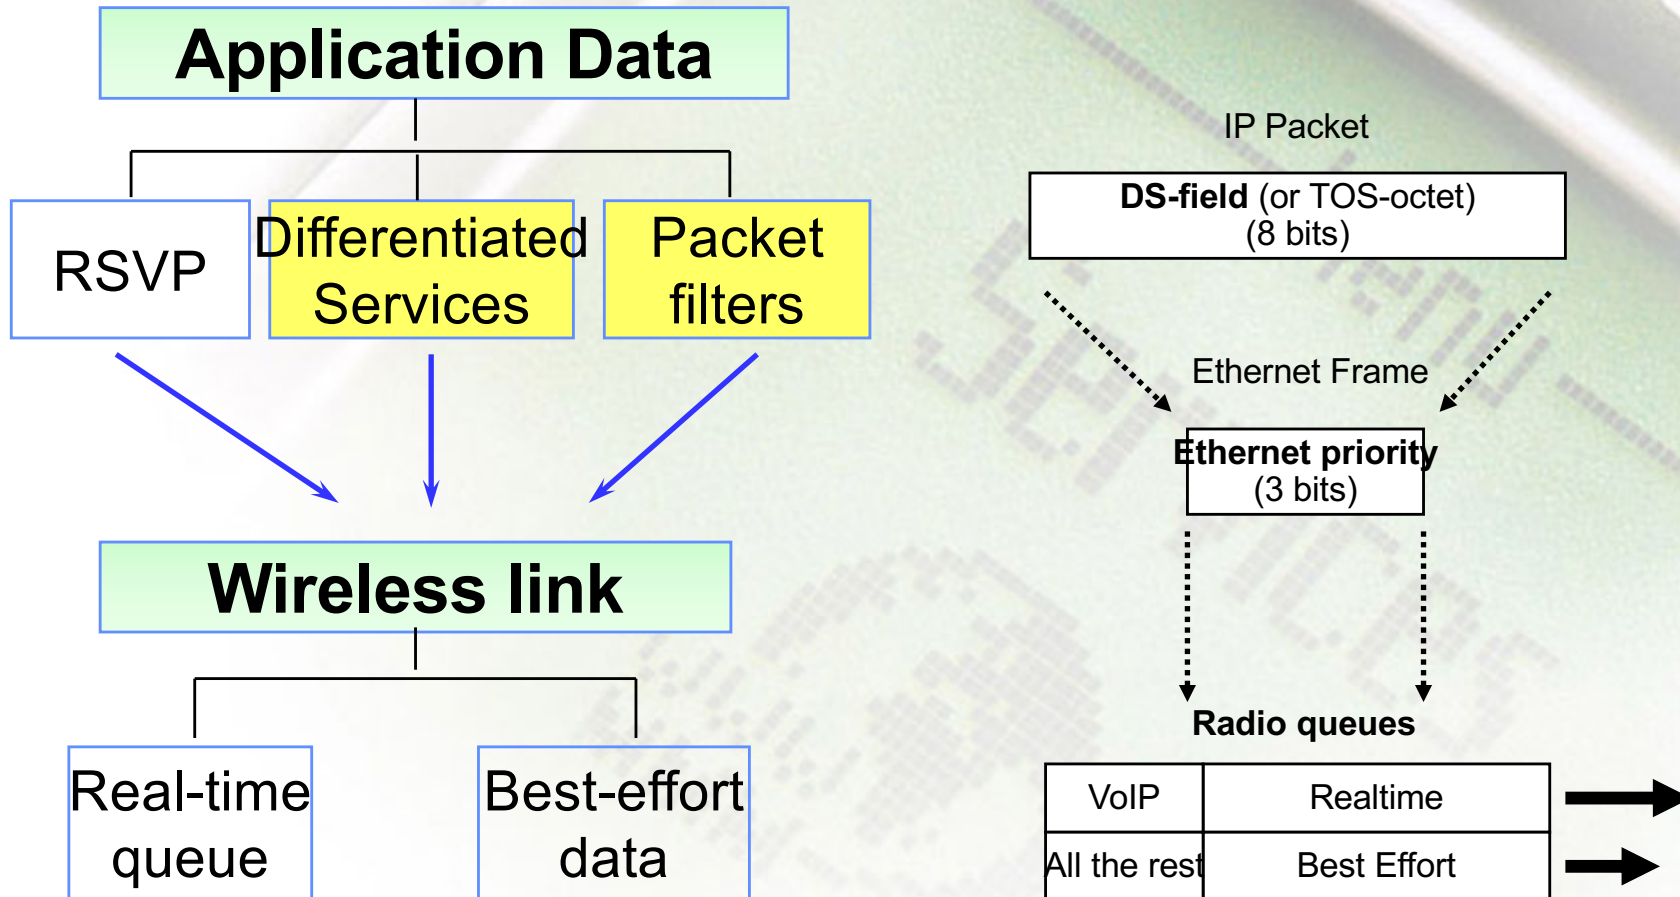 Application Data
RSVP
Differentiated
Services
Packet
filters
Wireless link
Real-time
queue
Best-effort
data
IP Packet
DS-field (or TOS-octet)
(8 bits)
Ethernet Frame
Ethernet priority
(3 bits)
Radio queues
VoIP
Realtime
All the rest
Best Effort